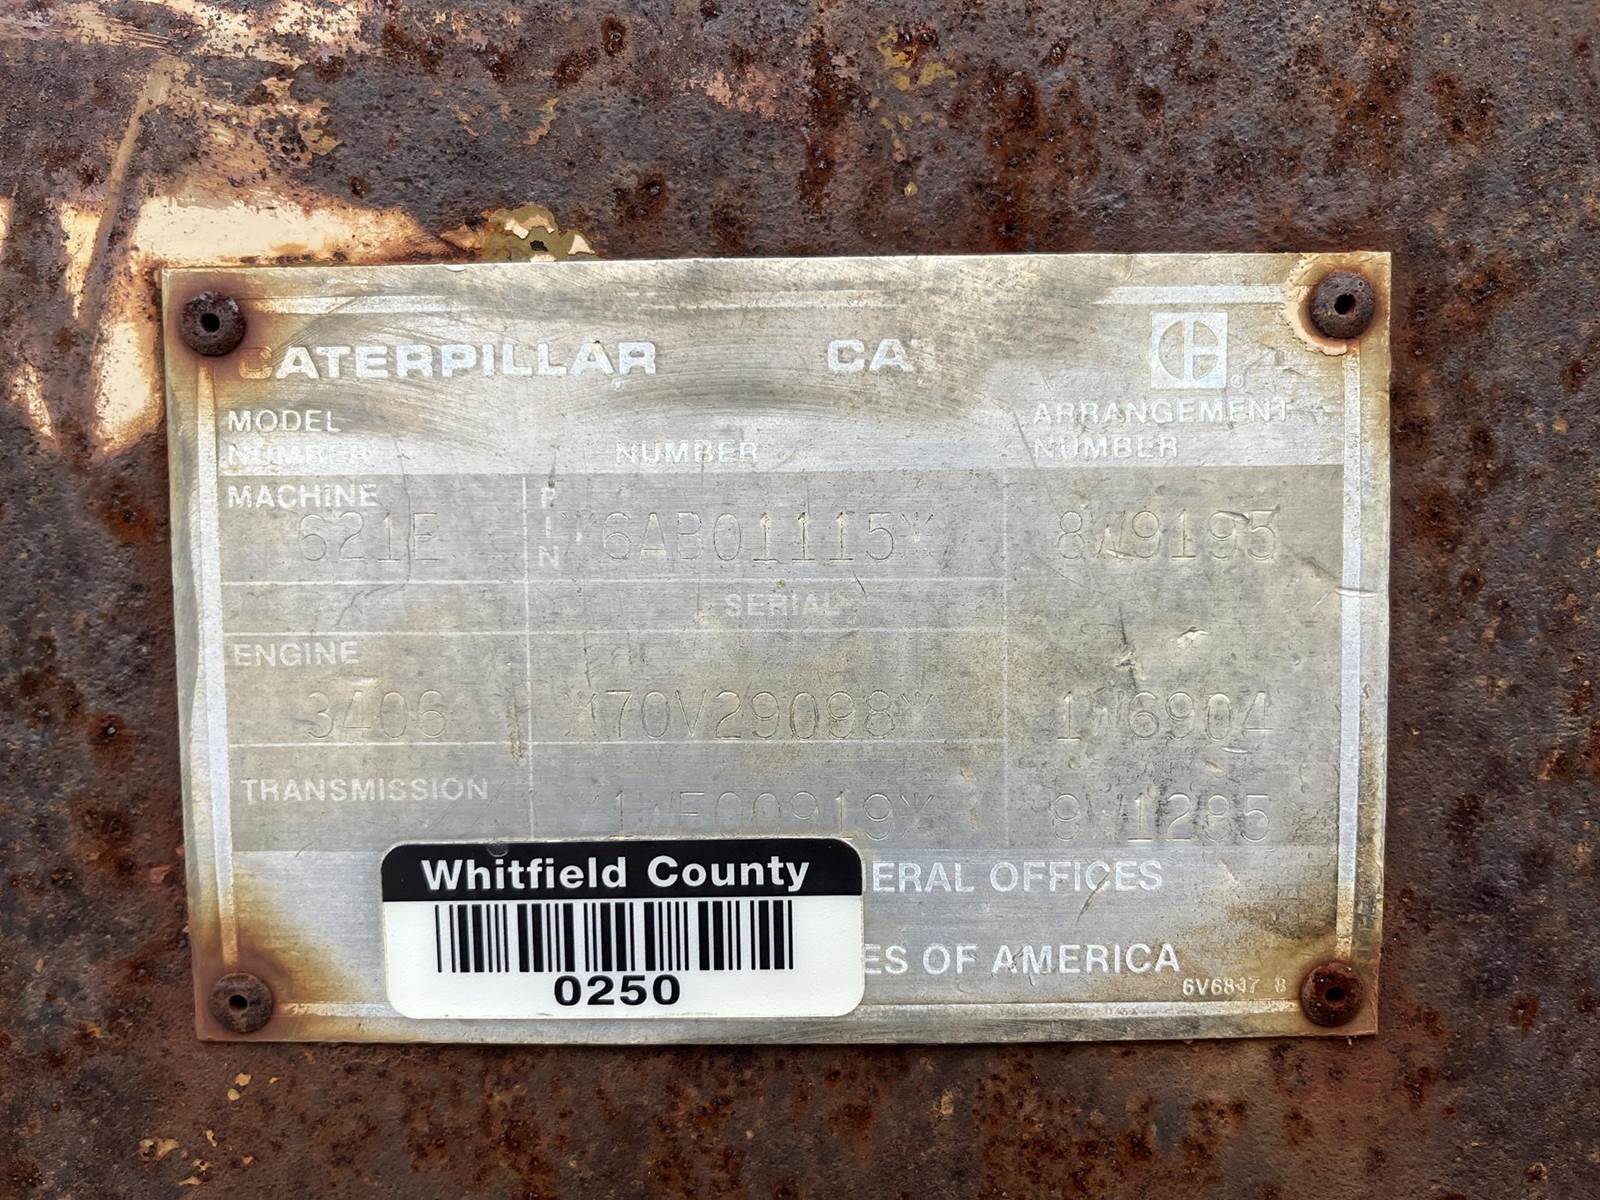 CATERPILLAR CA
MODEL NUMBER NUMBER ARRANGEMENT NUMBER
MACHINE 621E PIN *6AB01115* 8W9195
SERIAL
ENGINE 3406 *70V29098* 1W6904
TRANSMISSION
Whitfield County
0250
ERAL OFFICES
ES OF AMERICA